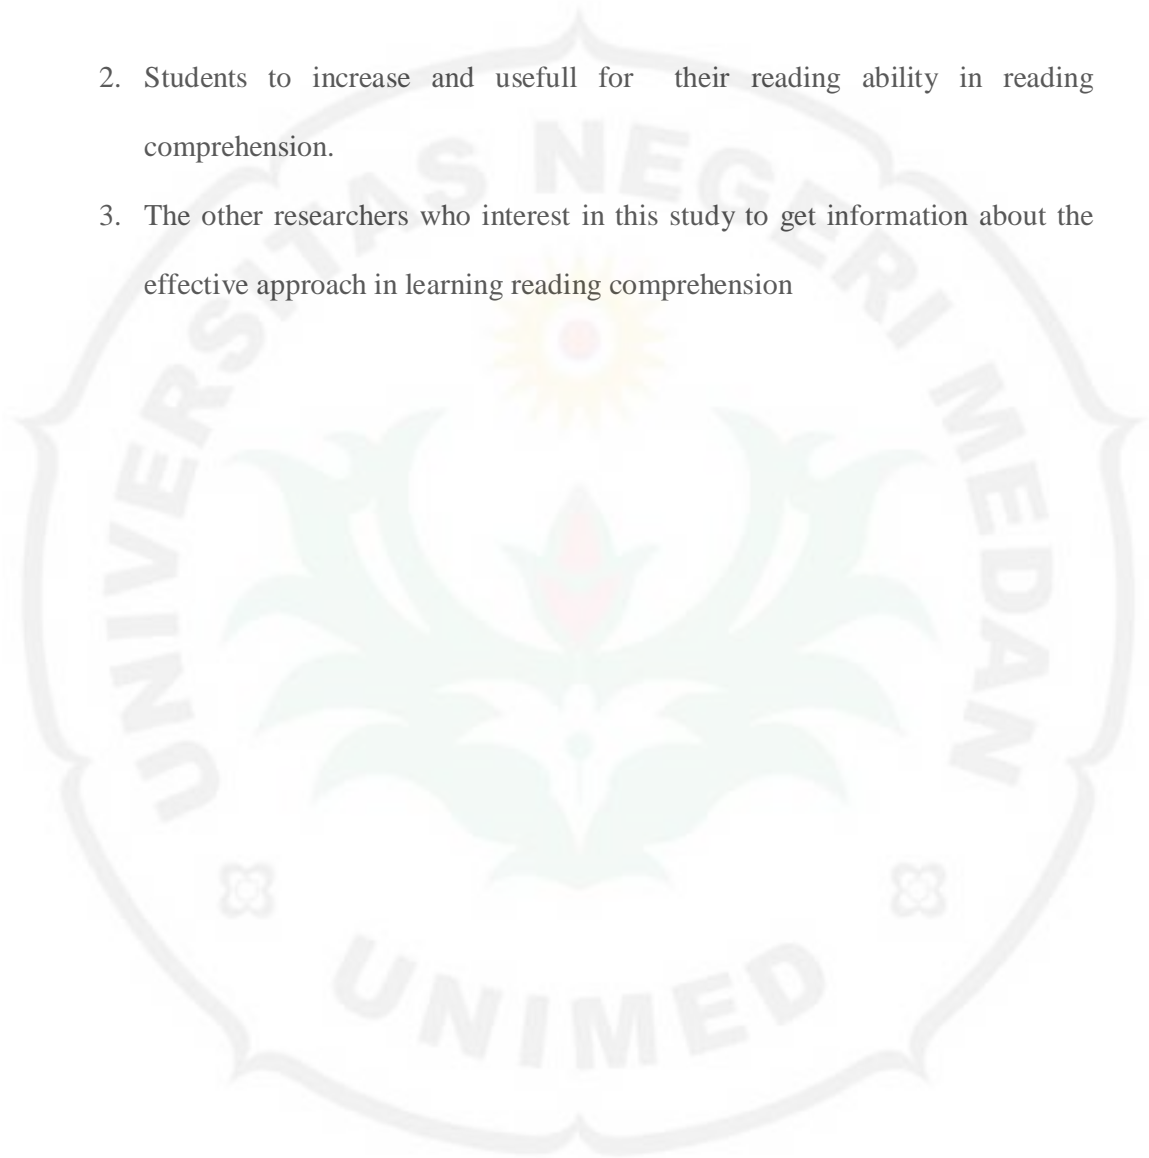 2. Students to increase and usefull for their reading ability in reading
comprehension.
3. The other researchers who interest in this study to get information about the
effective approach in learning reading comprehension
UNIVERSITAS NEGERI MEDAN
UNIMED